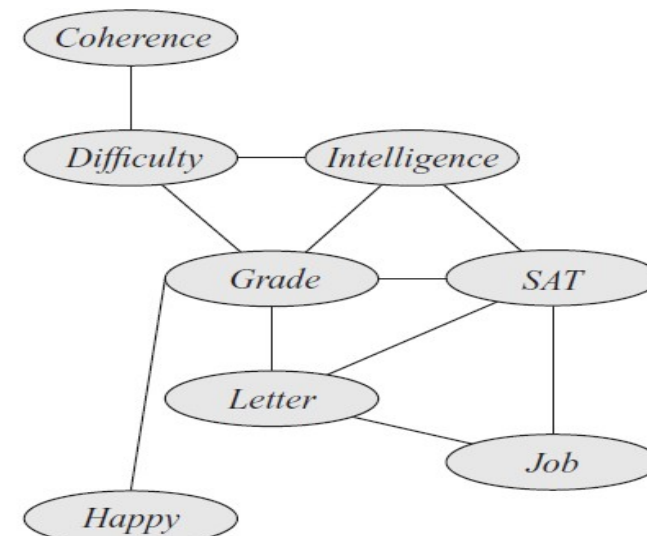 Coherence
Difficulty Intelligence
Grade SAT
Letter
Job
Happy